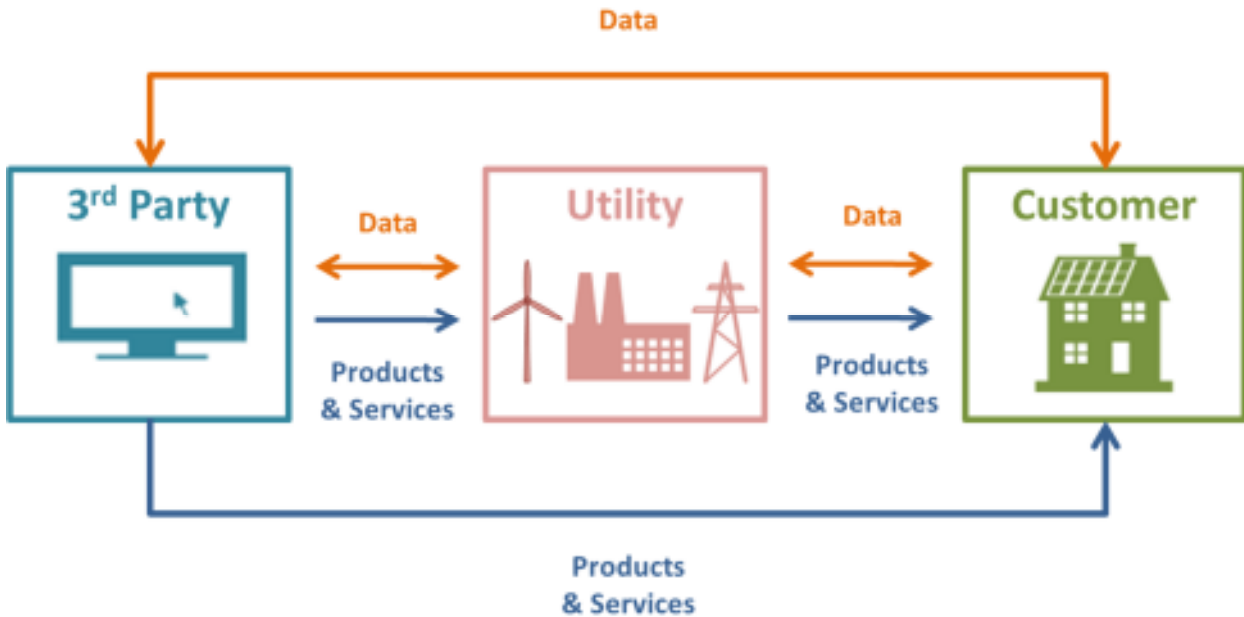 Data
3rd Party
Utility
Customer
Data
Data
Products
& Services
Products
& Services
Products
& Services